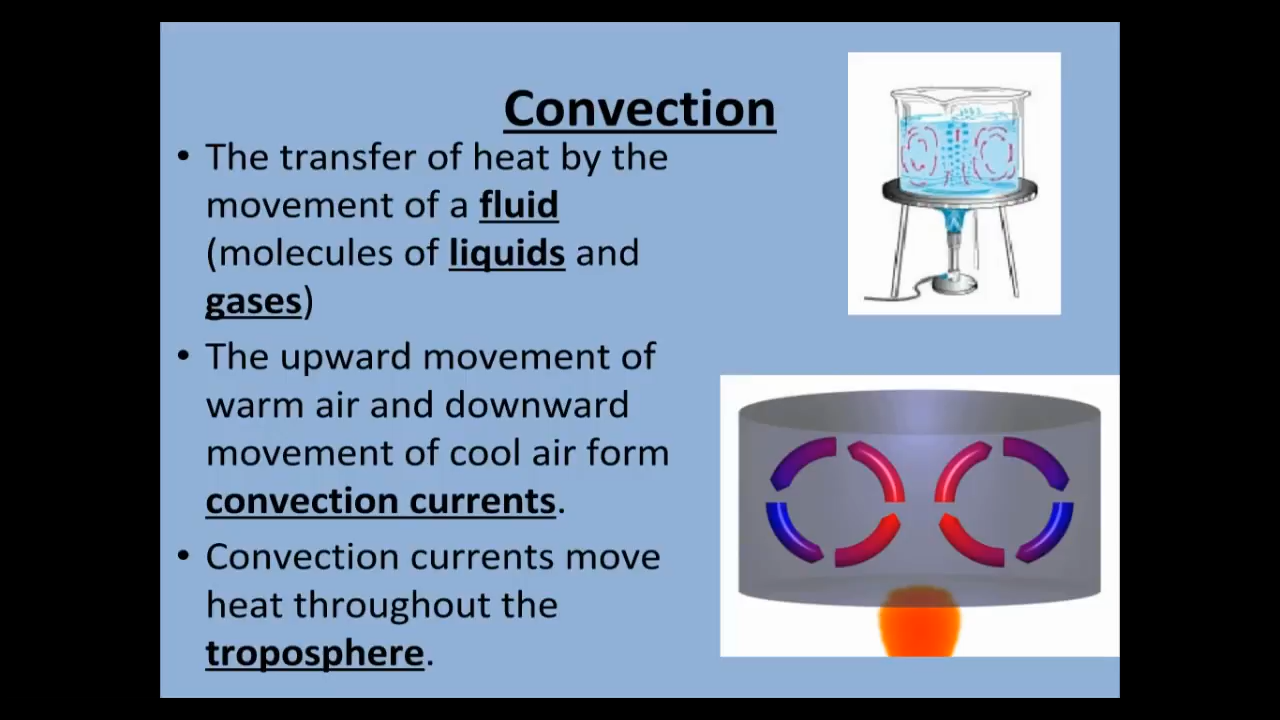 Convection
• The transfer of heat by the
movement of a fluid
(molecules of liquids and
gases)
• The upward movement of
warm air and downward
movement of cool air form
convection currents.
• Convection currents move
heat throughout the
troposphere.